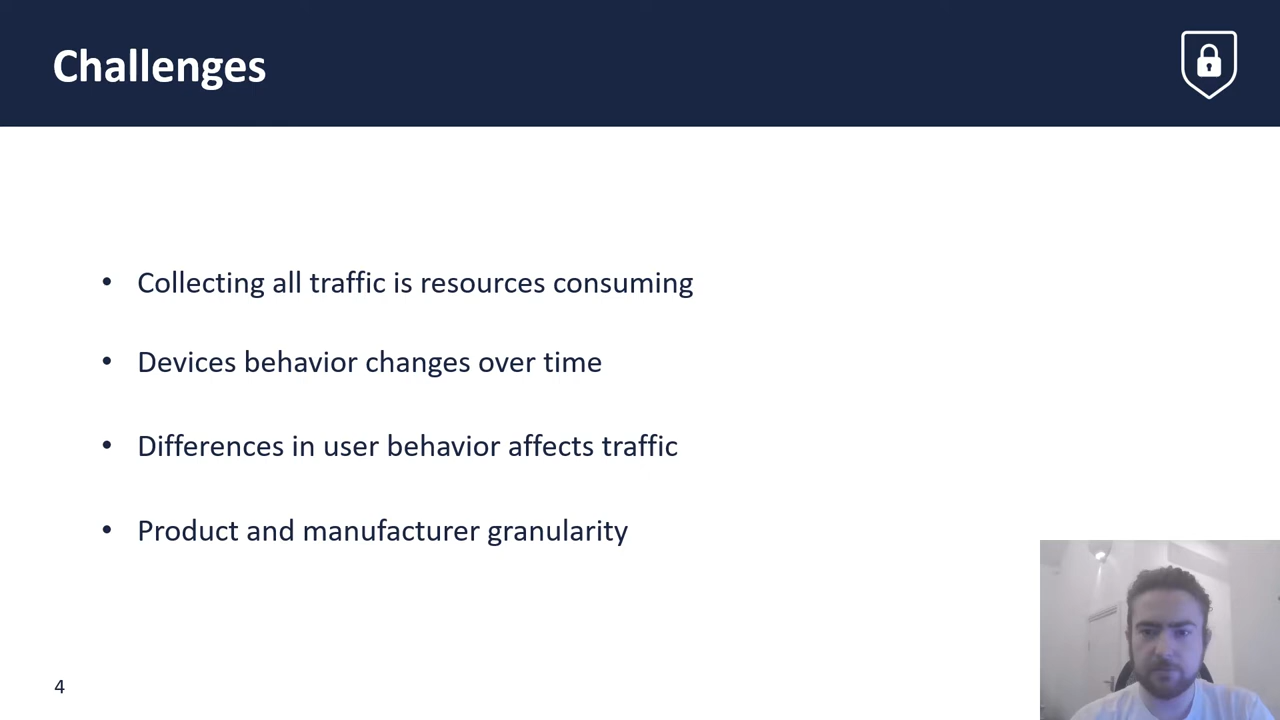 Challenges
• Collecting all traffic is resources consuming
• Devices behavior changes over time
• Differences in user behavior affects traffic
• Product and manufacturer granularity
4